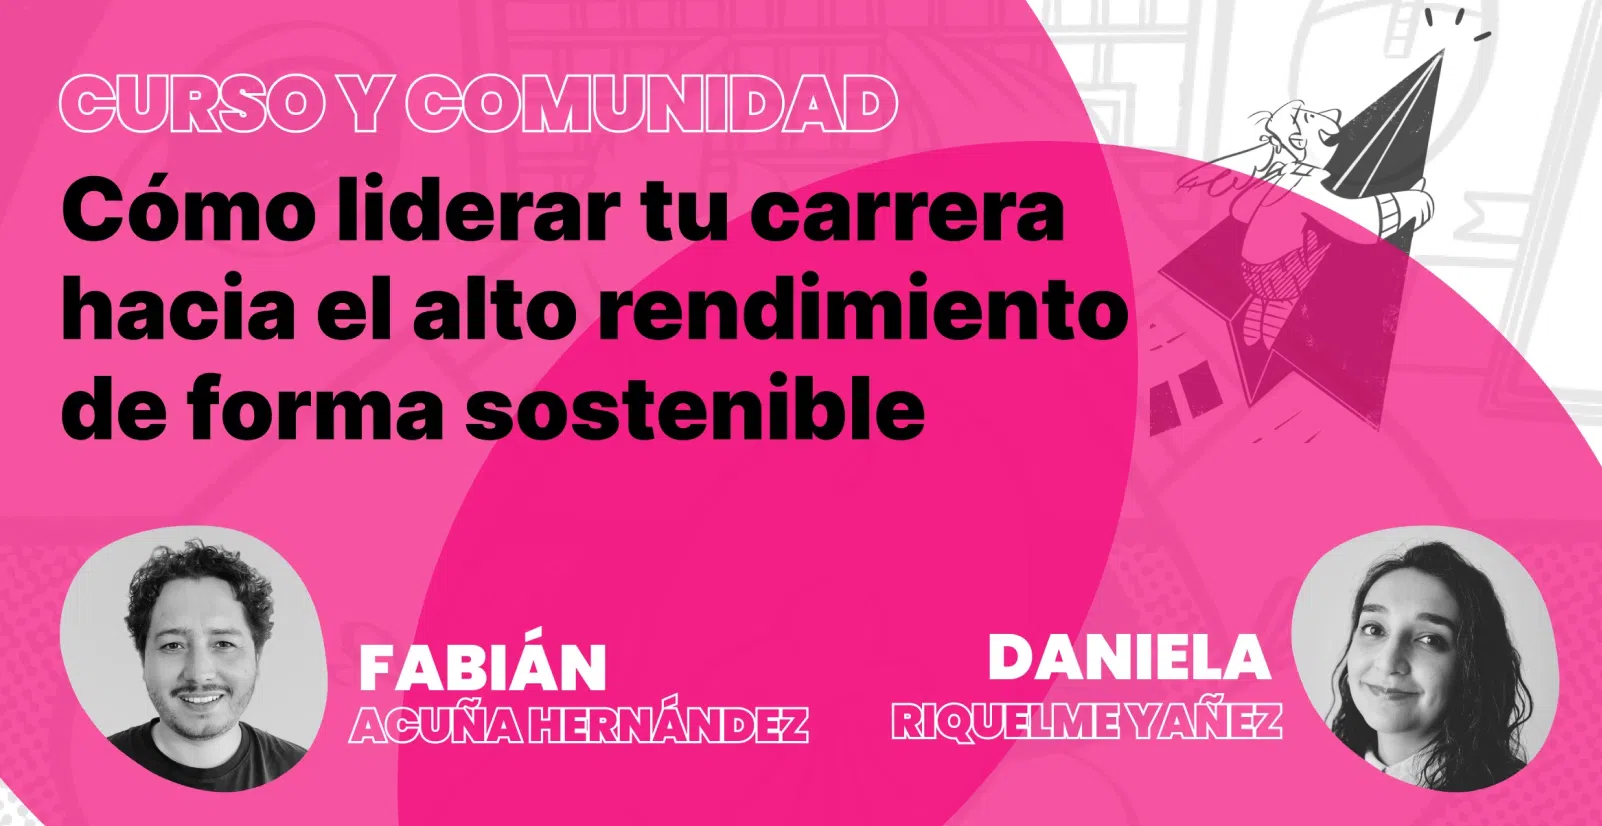 CURSO Y COMUNIDAD
Cómo liderar tu carrera
hacia el alto rendimiento
de forma sostenible
FABIÁN
ACUÑA HERNÁNDEZ
DANIELA
RIQUELME YAÑEZ